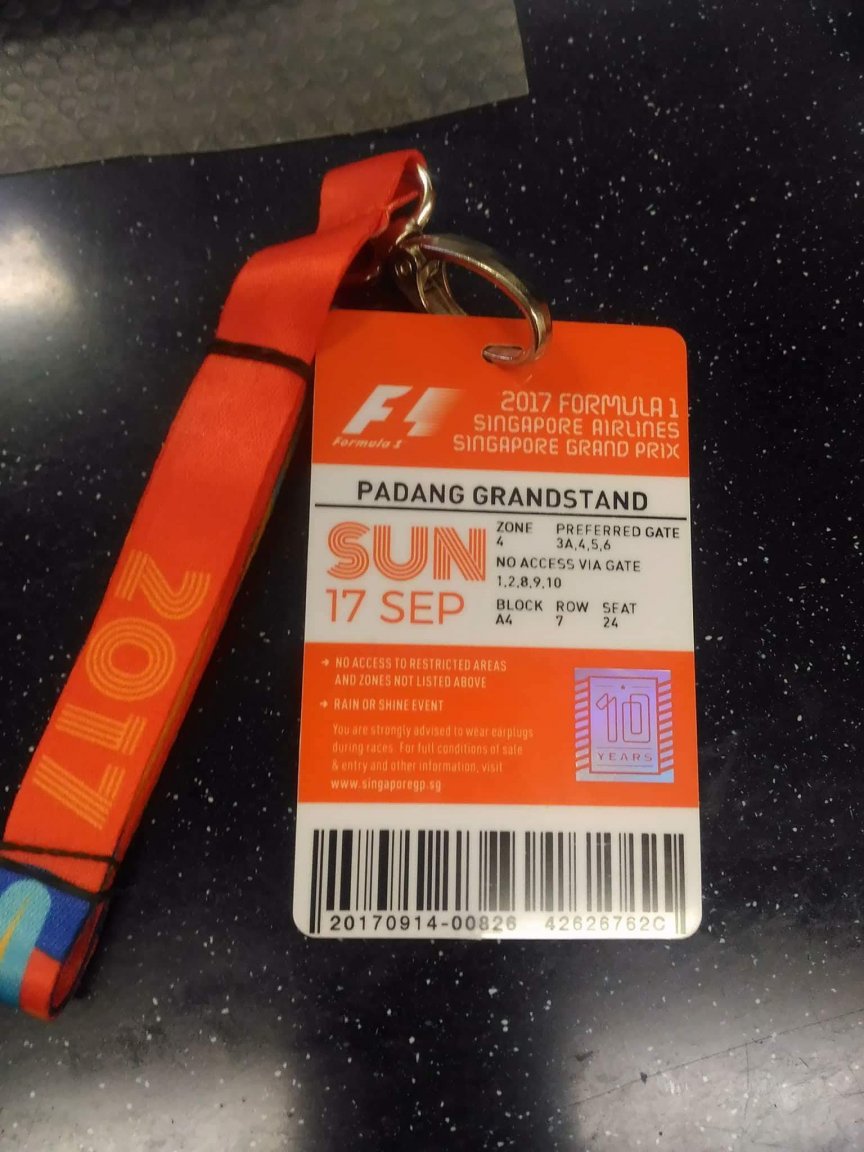 2017
F1
Formula 1
2017 FORMULA 1
SINGAPORE AIRLINES
SINGAPORE GRAND PRIX
PADANG GRANDSTAND
SUN
17 SEP
ZONE PREFERRED GATE
4 3A,4,5,6
NO ACCESS VIA GATE
1,2,8,9,10
BLOCK ROW SEAT
A4 7 24
→ NO ACCESS TO RESTRICTED AREAS
AND ZONES NOT LISTED ABOVE
→ RAIN OR SHINE EVENT
You are strongly advised to wear earplugs
during races. For full conditions of sale
& entry and other information, visit
www.singaporegp.sg
10
YEARS
20170914-00826 42626762C